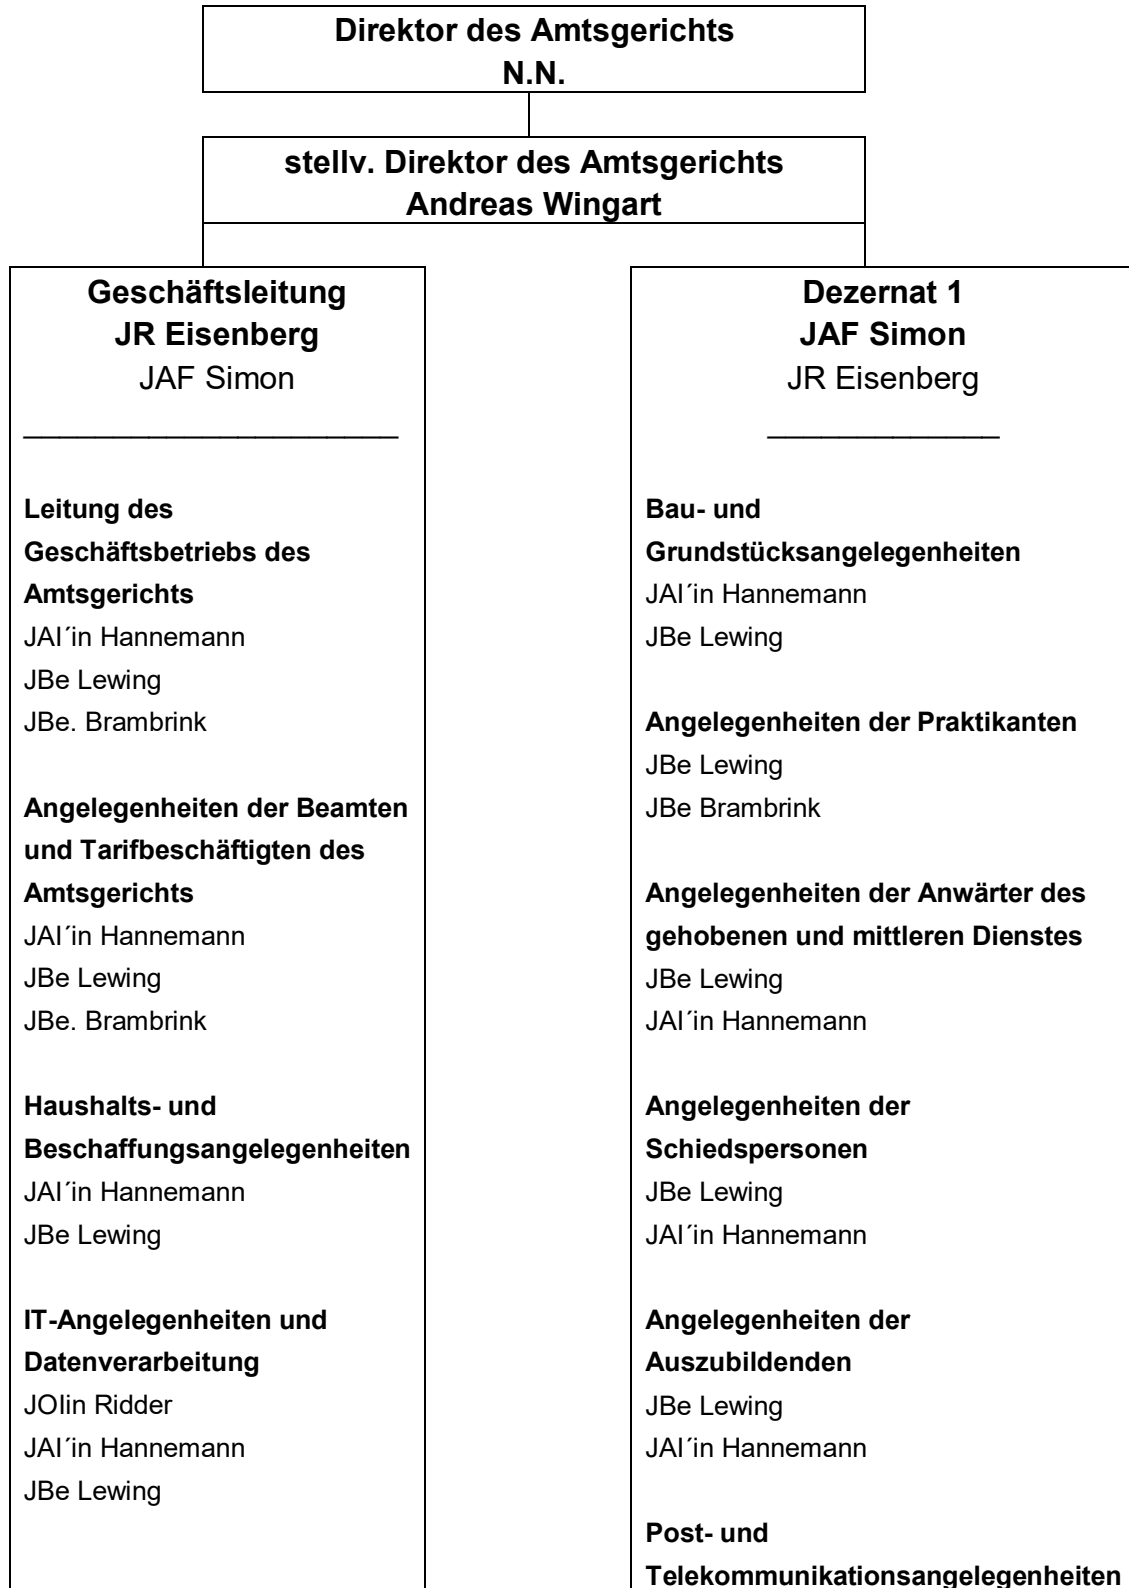 Direktor des Amtsgerichts
N.N.
stellv. Direktor des Amtsgerichts
Andreas Wingart
Geschäftsleitung
JR Eisenberg
JAF Simon
Leitung des
Geschäftsbetriebs des
Amtsgerichts
JAI´in Hannemann
JBe Lewing
JBe. Brambrink
Angelegenheiten der Beamten
und Tarifbeschäftigten des
Amtsgerichts
JAI´in Hannemann
JBe Lewing
JBe. Brambrink
Haushalts- und
Beschaffungsangelegenheiten
JAI´in Hannemann
JBe Lewing
IT-Angelegenheiten und
Datenverarbeitung
JOIin Ridder
JAI´in Hannemann
JBe Lewing
Dezernat 1
JAF Simon
JR Eisenberg
Bau- und
Grundstücksangelegenheiten
JAI´in Hannemann
JBe Lewing
Angelegenheiten der Praktikanten
JBe Lewing
JBe Brambrink
Angelegenheiten der Anwärter des
gehobenen und mittleren Dienstes
JBe Lewing
JAI´in Hannemann
Angelegenheiten der
Schiedspersonen
JBe Lewing
JAI´in Hannemann
Angelegenheiten der
Auszubildenden
JBe Lewing
JAI´in Hannemann
Post- und
Telekommunikationsangelegenheiten